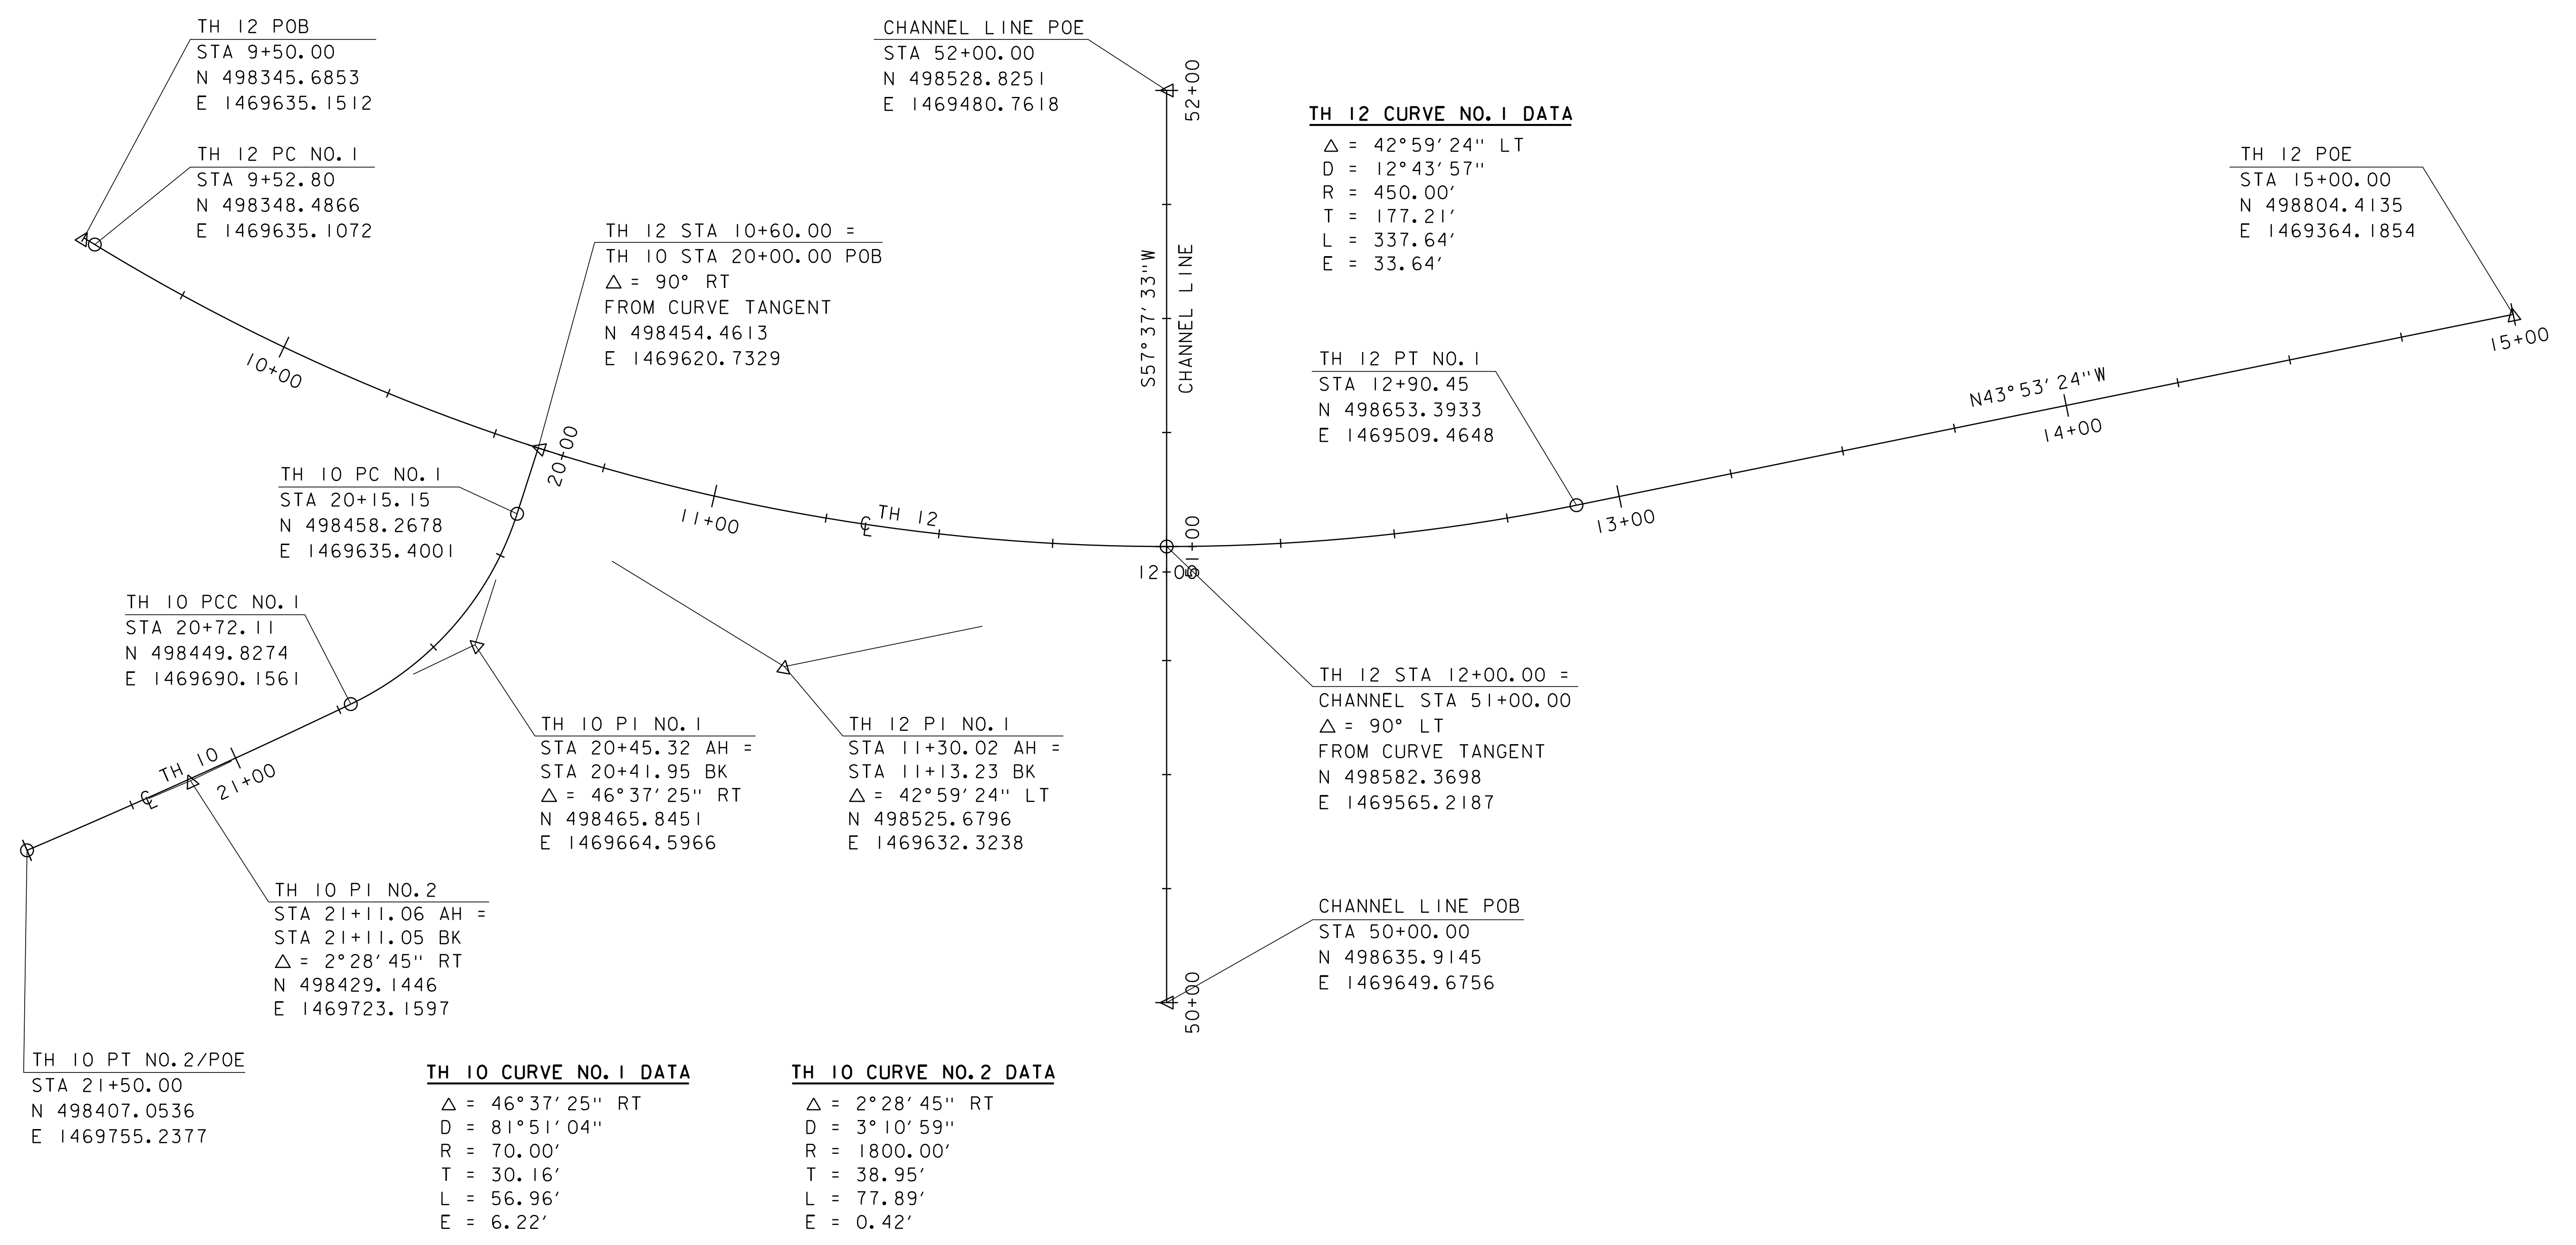 TH 12 POB
STA 9+50.00
N 498345.6853
E 1469635.1512
TH 12 PC NO.1
STA 9+52.80
N 498348.4866
E 1469635.1072
TH 12 STA 10+60.00 =
TH 10 STA 20+00.00 POB
△ = 90° RT
FROM CURVE TANGENT
N 498454.4613
E 1469620.7329
CHANNEL LINE POE
STA 52+00.00
N 498528.8251
E 1469480.7618
52+00
S57°37'33"W
CHANNEL LINE
TH 12 CURVE NO.1 DATA
△ = 42°59'24" LT
D = 12°43'57"
R = 450.00'
T = 177.21'
L = 337.64'
E = 33.64'
TH 12 POE
STA 15+00.00
N 498804.4135
E 1469364.1854
15+00
N43°53'24"W
14+00
TH 12 PT NO.1
STA 12+90.45
N 498653.3933
E 1469509.4648
13+00
10+00
20+00
11+00
℄ TH 12
12+00
51+00
TH 10 PC NO.1
STA 20+15.15
N 498458.2678
E 1469635.4001
TH 10 PCC NO.1
STA 20+72.11
N 498449.8274
E 1469690.1561
℄ TH 10
21+00
TH 10 PI NO.1
STA 20+45.32 AH =
STA 20+41.95 BK
△ = 46°37'25" RT
N 498465.8451
E 1469664.5966
TH 12 PI NO.1
STA 11+30.02 AH =
STA 11+13.23 BK
△ = 42°59'24" LT
N 498525.6796
E 1469632.3238
TH 12 STA 12+00.00 =
CHANNEL STA 51+00.00
△ = 90° LT
FROM CURVE TANGENT
N 498582.3698
E 1469565.2187
TH 10 PI NO.2
STA 21+11.06 AH =
STA 21+11.05 BK
△ = 2°28'45" RT
N 498429.1446
E 1469723.1597
CHANNEL LINE POB
STA 50+00.00
N 498635.9145
E 1469649.6756
50+00
TH 10 PT NO.2/POE
STA 21+50.00
N 498407.0536
E 1469755.2377
TH 10 CURVE NO.1 DATA
△ = 46°37'25" RT
D = 81°51'04"
R = 70.00'
T = 30.16'
L = 56.96'
E = 6.22'
TH 10 CURVE NO.2 DATA
△ = 2°28'45" RT
D = 3°10'59"
R = 1800.00'
T = 38.95'
L = 77.89'
E = 0.42'